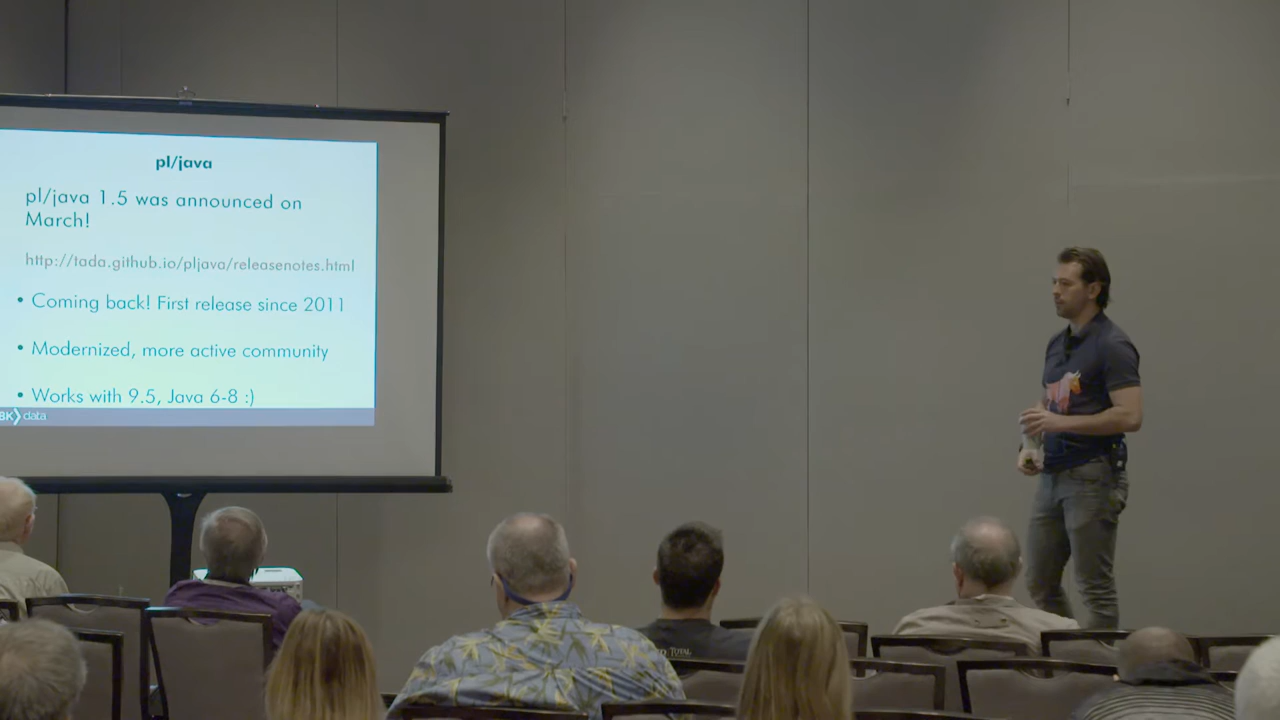 pl/java
pl/java 1.5 was announced on
March!
http://tada.github.io/pljava/releasenotes.html
• Coming back! First release since 2011
• Modernized, more active community
• Works with 9.5, Java 6-8 :)
8K❭data
TOTAL